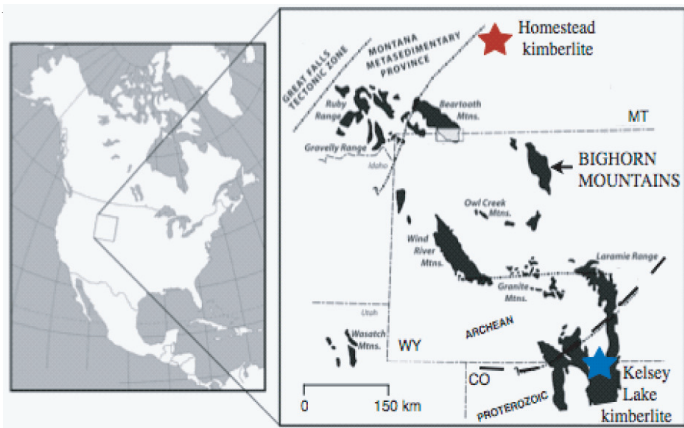 Homestead
kimberlite
GREAT FALLS
TECTONIC ZONE
MONTANA
METASEDIMENTARY
PROVINCE
Ruby
Range
Beartooth
Mtns.
MT
Gravelly Range
Idaho
BIGHORN
MOUNTAINS
Owl Creek
Mtns.
Wind
River
Mtns.
Laramie Range
Granite
Mtns.
Utah
Wasatch
Mtns.
WY
ARCHEAN
CO
PROTEROZOIC
Kelsey
Lake
kimberlite
0 150 km